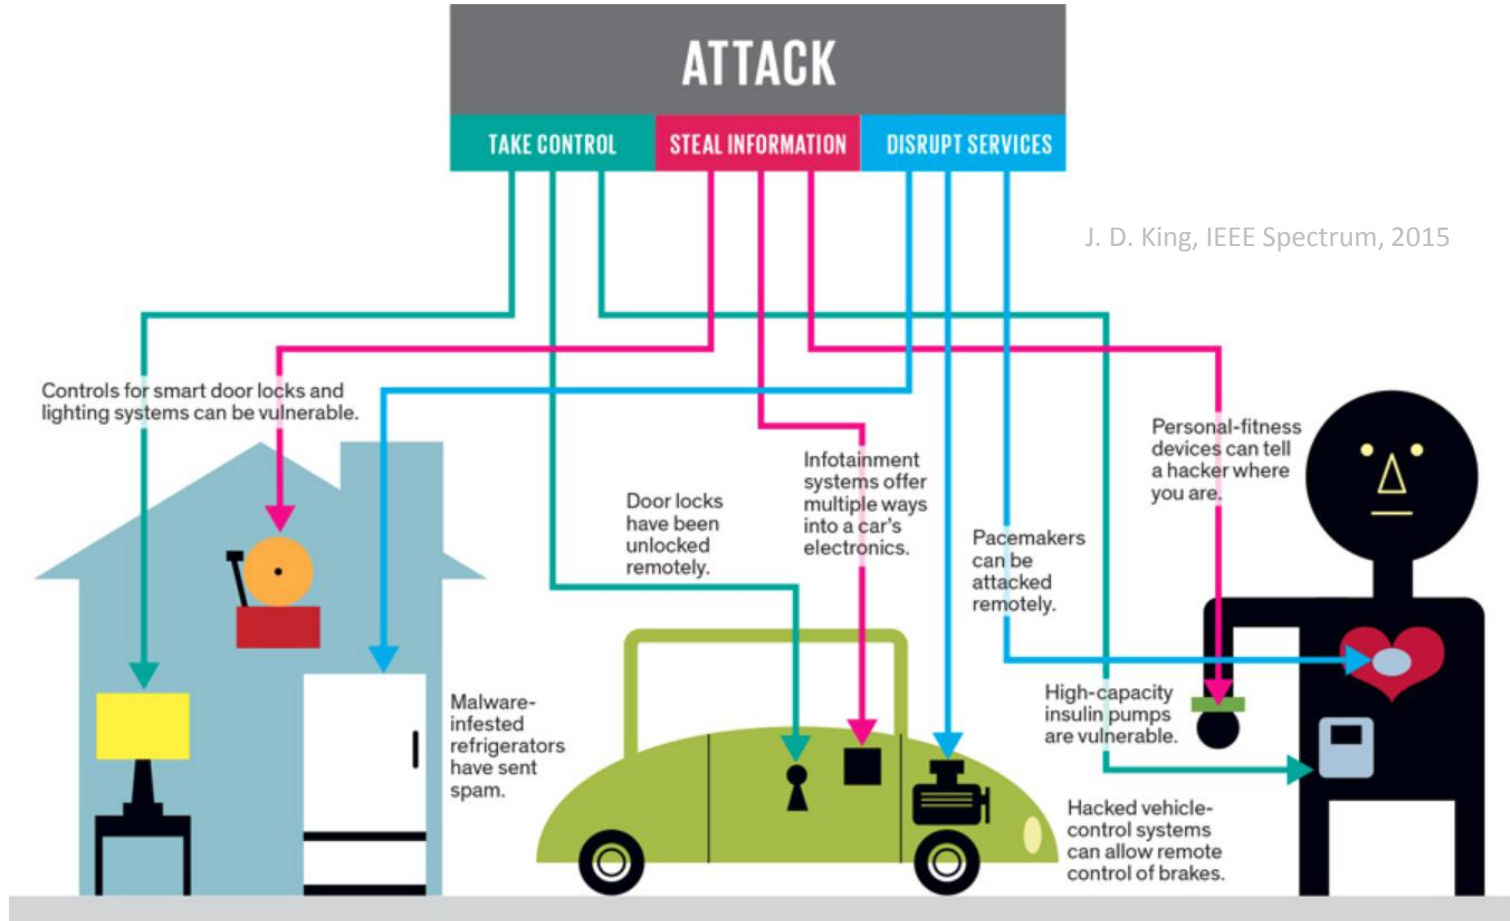 ATTACK
TAKE CONTROL
STEAL INFORMATION
DISRUPT SERVICES
J. D. King, IEEE Spectrum, 2015
Controls for smart door locks and
lighting systems can be vulnerable.
Door locks
have been
unlocked
remotely.
Infotainment
systems offer
multiple ways
into a car's
electronics.
Pacemakers
can be
attacked
remotely.
Personal-fitness
devices can tell
a hacker where
you are.
Malware-
infested
refrigerators
have sent
spam.
High-capacity
insulin pumps
are vulnerable.
Hacked vehicle-
control systems
can allow remote
control of brakes.